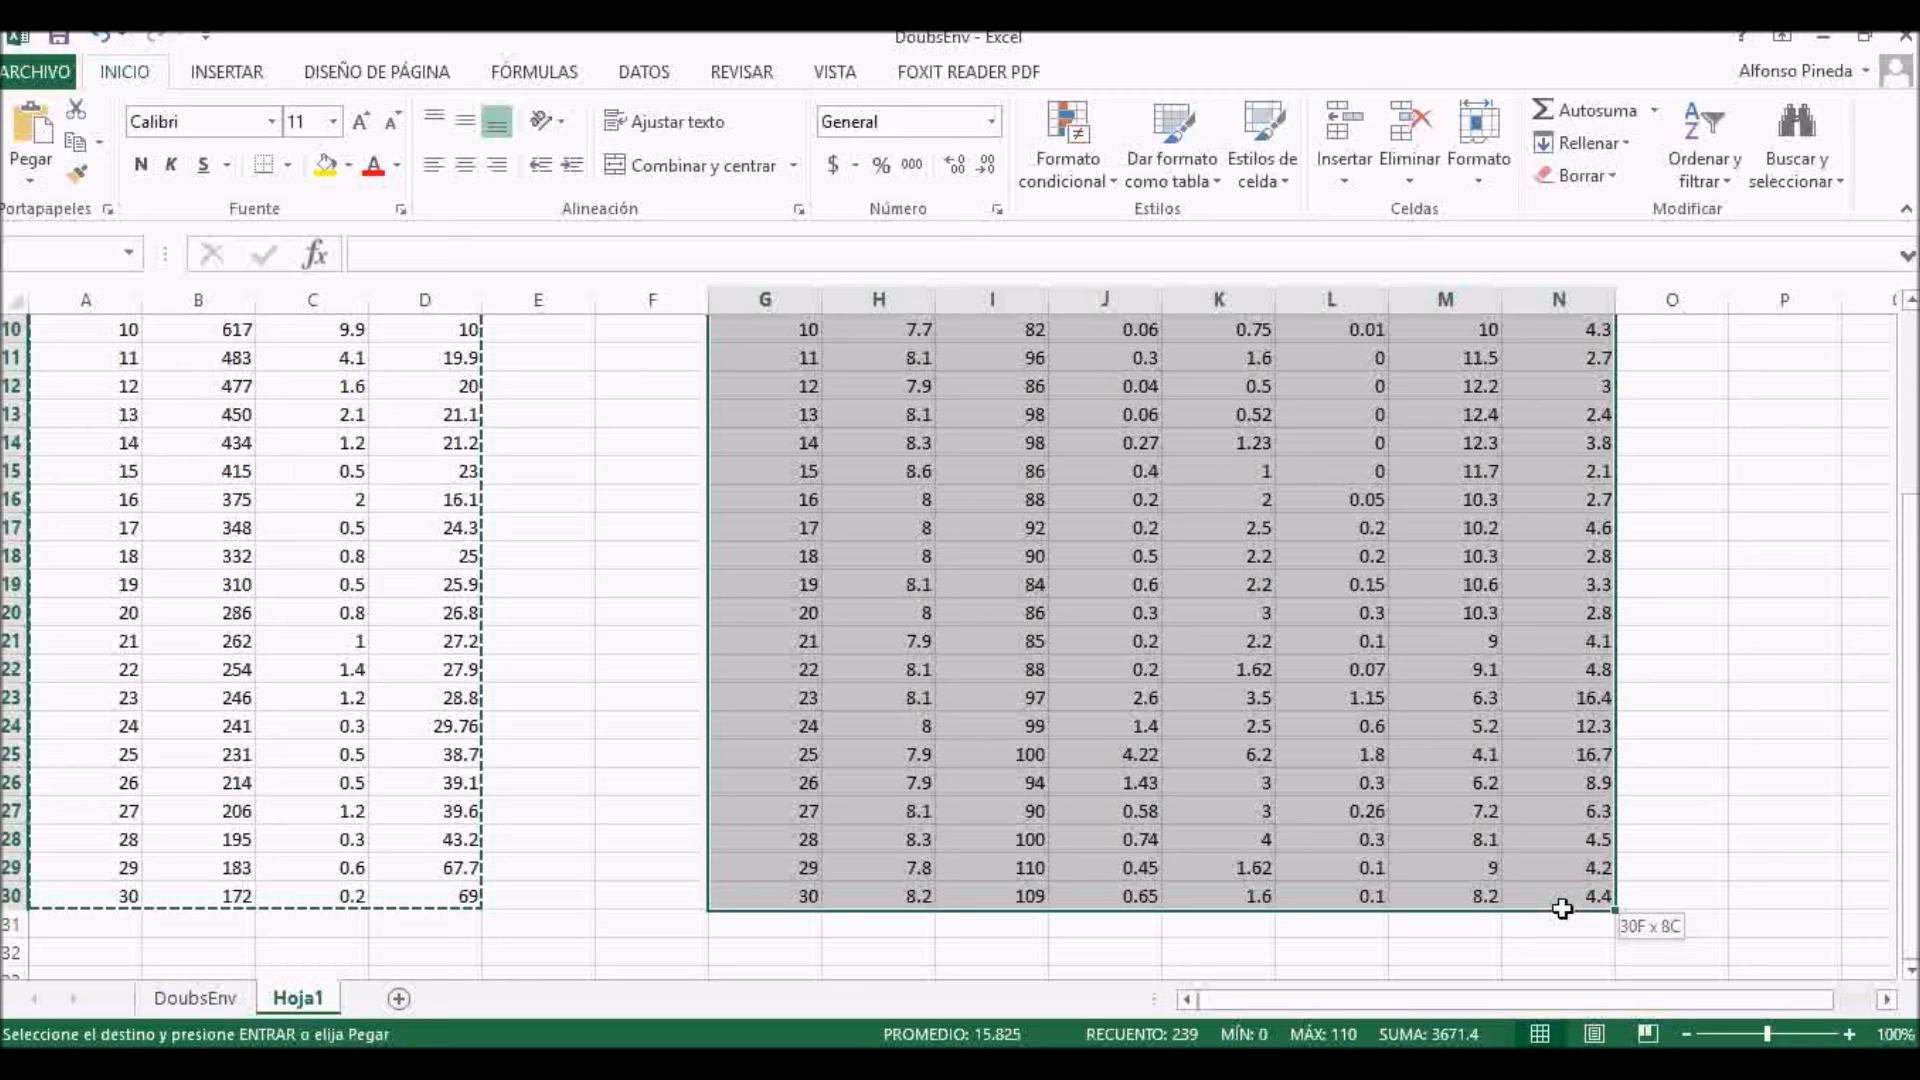 DoubsEnv - Excel
ARCHIVO INICIO INSERTAR DISEÑO DE PÁGINA FÓRMULAS DATOS REVISAR VISTA FOXIT READER PDF Alfonso Pineda
Pegar
Portapapeles
Calibri 11
N K S
Fuente
Ajustar texto
Combinar y centrar
Alineación
General
$ % 000
Número
Formato condicional
Dar formato como tabla
Estilos de celda
Estilos
Insertar Eliminar Formato
Celdas
Autosuma
Rellenar
Borrar
Ordenar y filtrar
Buscar y seleccionar
Modificar
fx
A B C D E F G H I J K L M N O P
10 10 617 9.9 10 10 7.7 82 0.06 0.75 0.01 10 4.3
11 11 483 4.1 19.9 11 8.1 96 0.3 1.6 0 11.5 2.7
12 12 477 1.6 20 12 7.9 86 0.04 0.5 0 12.2 3
13 13 450 2.1 21.1 13 8.1 98 0.06 0.52 0 12.4 2.4
14 14 434 1.2 21.2 14 8.3 98 0.27 1.23 0 12.3 3.8
15 15 415 0.5 23 15 8.6 86 0.4 1 0 11.7 2.1
16 16 375 2 16.1 16 8 88 0.2 2 0.05 10.3 2.7
17 17 348 0.5 24.3 17 8 92 0.2 2.5 0.2 10.2 4.6
18 18 332 0.8 25 18 8 90 0.5 2.2 0.2 10.3 2.8
19 19 310 0.5 25.9 19 8.1 84 0.6 2.2 0.15 10.6 3.3
20 20 286 0.8 26.8 20 8 86 0.3 3 0.3 10.3 2.8
21 21 262 1 27.2 21 7.9 85 0.2 2.2 0.1 9 4.1
22 22 254 1.4 27.9 22 8.1 88 0.2 1.62 0.07 9.1 4.8
23 23 246 1.2 28.8 23 8.1 97 2.6 3.5 1.15 6.3 16.4
24 24 241 0.3 29.76 24 8 99 1.4 2.5 0.6 5.2 12.3
25 25 231 0.5 38.7 25 7.9 100 4.22 6.2 1.8 4.1 16.7
26 26 214 0.5 39.1 26 7.9 94 1.43 3 0.3 6.2 8.9
27 27 206 1.2 39.6 27 8.1 90 0.58 3 0.26 7.2 6.3
28 28 195 0.3 43.2 28 8.3 100 0.74 4 0.3 8.1 4.5
29 29 183 0.6 67.7 29 7.8 110 0.45 1.62 0.1 9 4.2
30 30 172 0.2 69 30 8.2 109 0.65 1.6 0.1 8.2 4.4
31 30F x 8C
32
DoubsEnv Hoja1
Seleccione el destino y presione ENTRAR o elija Pegar PROMEDIO: 15.825 RECUENTO: 239 MÍN: 0 MÁX: 110 SUMA: 3671.4 100%